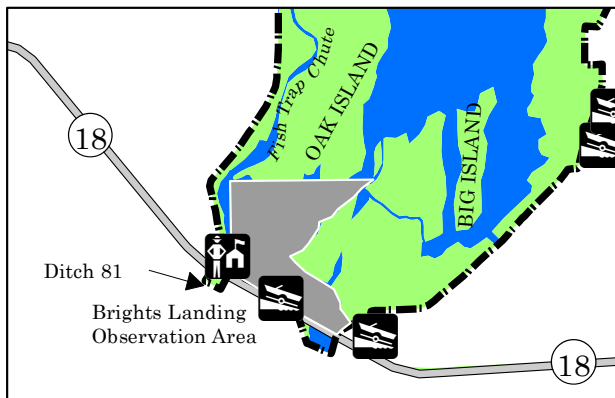 Fish Trap Chute
OAK ISLAND
18
BIG ISLAND
Ditch 81
Brights Landing
Observation Area
18